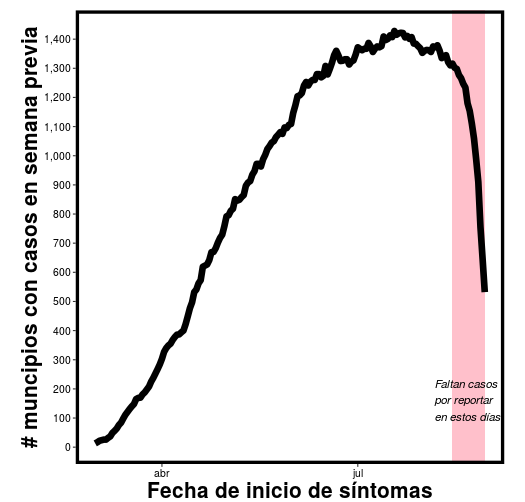 # muncipios con casos en semana previa
1,400
1,300
1,200
1,100
1,000
900
800
700
600
500
400
300
200
100
0
Faltan casos
por reportar
en estos días
abr
jul
Fecha de inicio de síntomas